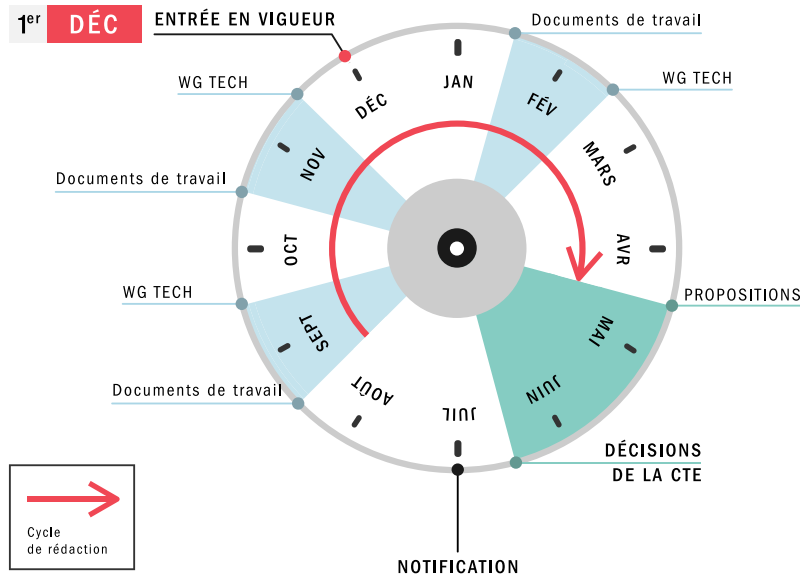 1er DÉC
ENTRÉE EN VIGUEUR
Documents de travail
WG TECH
WG TECH
Documents de travail
WG TECH
Documents de travail
PROPOSITIONS
DÉCISIONS
DE LA CTE
NOTIFICATION
JAN
FÉV
MARS
AVR
MAI
JUIN
JUIL
AOÛT
SEPT
OCT
NOV
DÉC
Cycle
de rédaction